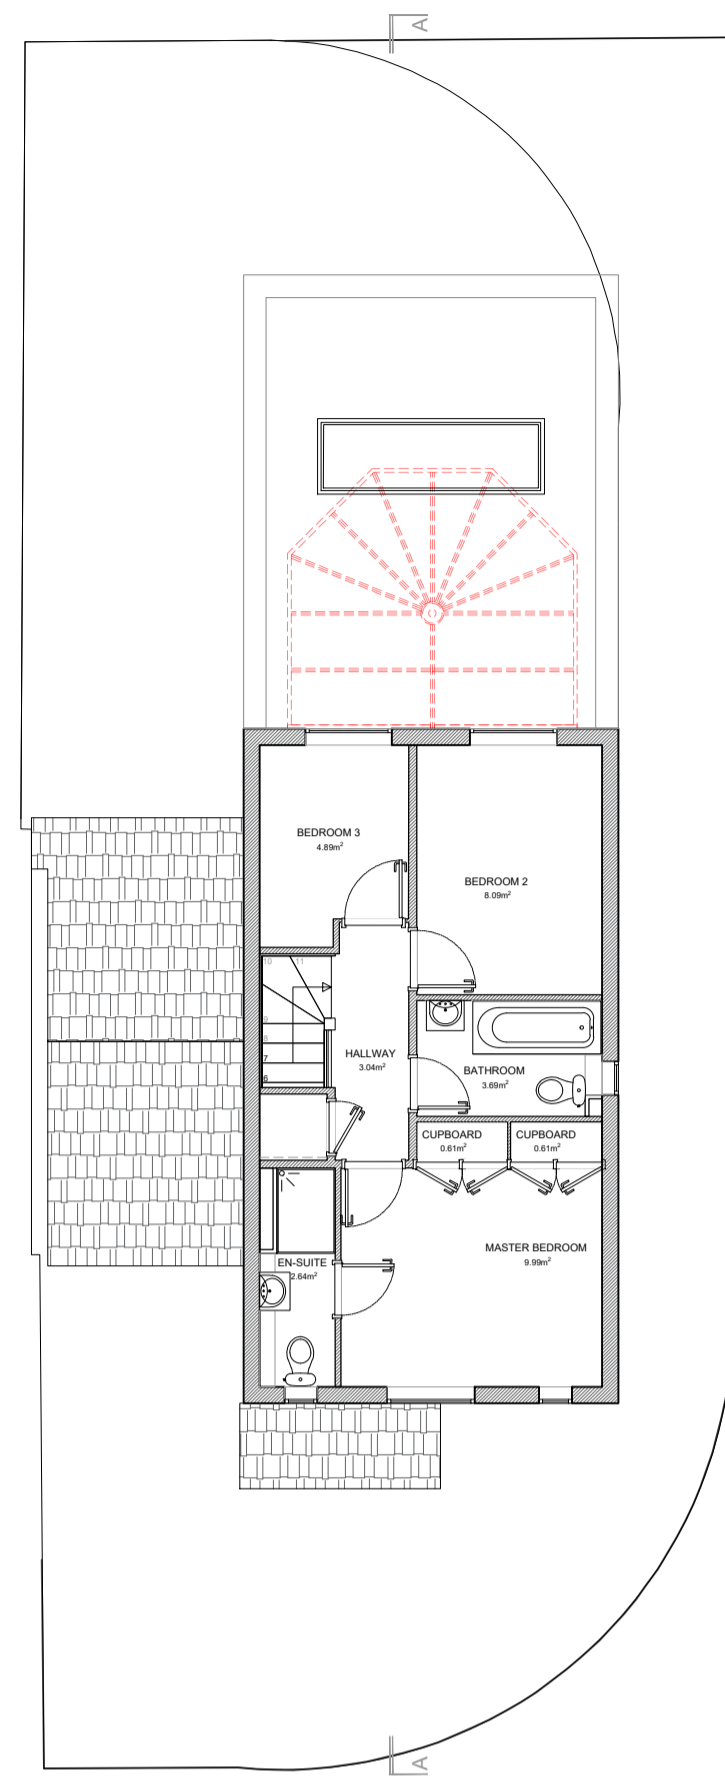 A
BEDROOM 3
4.89m²
BEDROOM 2
8.09m²
10 11
9
8
7
6
HALLWAY
3.04m²
BATHROOM
3.69m²
CUPBOARD
0.61m²
CUPBOARD
0.61m²
MASTER BEDROOM
9.99m²
EN-SUITE
2.64m²
A